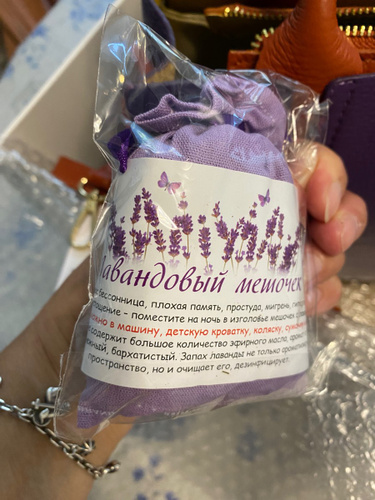 лавандовый мешочек
бессонница, плохая память, простуда, мигрень,
помещение – поместите на ночь в изголовье мешочек с
в машину, детскую кроватку, коляску,
содержит большое количество эфирного масла,
бархатистый. Запах лаванды не только
пространство, но и очищает его, дезинфицирует.